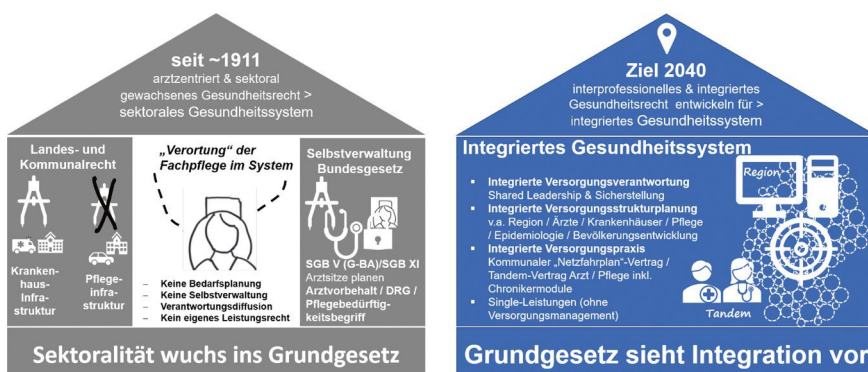 seit ~1911
arztzentriert & sektoral
gewachsenes Gesundheitsrecht >
sektorales Gesundheitssystem
Landes- und
Kommunalrecht
Kranken-
haus-
Infra-
struktur
Pflege-
infra-
struktur
„Verortung“ der
Fachpflege im System
– Keine Bedarfsplanung
– Keine Selbstverwaltung
– Verantwortungsdiffusion
– Kein eigenes Leistungsrecht
Selbstverwaltung
Bundesgesetz
SGB V (G-BA)/SGB XI
Arztsitze planen
Arztvorbehalt / DRG /
Pflegebedürftig-
keitsbegriff
Sektoralität wuchs ins Grundgesetz
Ziel 2040
interprofessionelles & integriertes
Gesundheitsrecht entwickeln für >
integriertes Gesundheitssystem
Integriertes Gesundheitssystem
▪ Integrierte Versorgungsverantwortung
Shared Leadership & Sicherstellung
▪ Integrierte Versorgungsstrukturplanung
v.a. Region / Ärzte / Krankenhäuser / Pflege
/ Epidemiologie / Bevölkerungsentwicklung
▪ Integrierte Versorgungspraxis
Kommunaler „Netzfahrplan“-Vertrag /
Tandem-Vertrag Arzt / Pflege inkl.
Chronikermodule
▪ Single-Leistungen (ohne
Versorgungsmanagement)
Region
Tandem
Grundgesetz sieht Integration vor